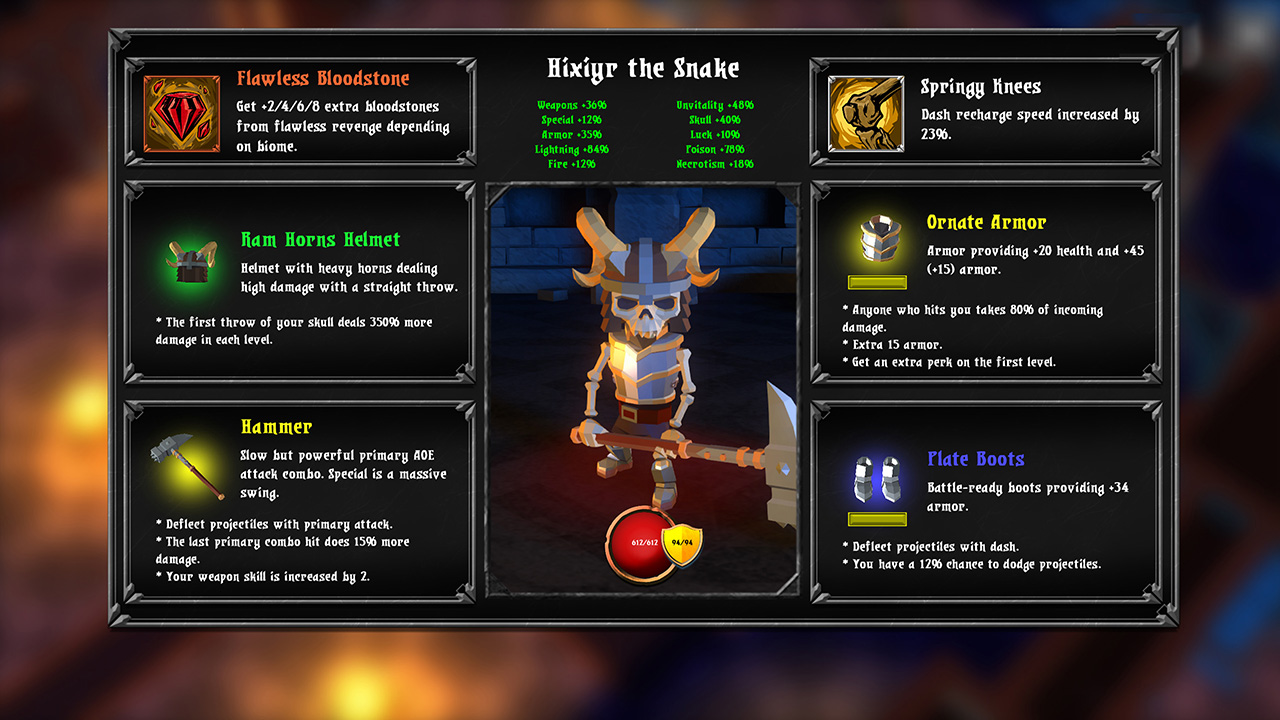 Flawless Bloodstone
Get +2/4/6/8 extra bloodstones
from flawless revenge depending
on biome.
Hixiyr the Snake
Weapons +36% Unvitality +48%
Special +12% Skull +40%
Armor +35% Luck +10%
Lightning +84% Poison +78%
Fire +12% Necrotism +18%
Springy Knees
Dash recharge speed increased by
23%.
Ram Horns Helmet
Helmet with heavy horns dealing
high damage with a straight throw.
* The first throw of your skull deals 350% more
damage in each level.
Ornate Armor
Armor providing +20 health and +45
(+15) armor.
* Anyone who hits you takes 80% of incoming
damage.
* Extra 15 armor.
* Get an extra perk on the first level.
Hammer
Slow but powerful primary AOE
attack combo. Special is a massive
swing.
* Deflect projectiles with primary attack.
* The last primary combo hit does 15% more
damage.
* Your weapon skill is increased by 2.
612/612 94/94
Plate Boots
Battle-ready boots providing +34
armor.
* Deflect projectiles with dash.
* You have a 12% chance to dodge projectiles.